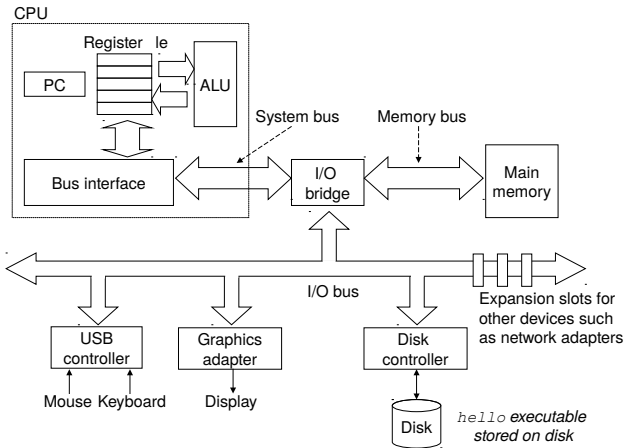 CPU
Register le
PC
ALU
System bus
Memory bus
Bus interface
I/O
bridge
Main
memory
I/O bus
Expansion slots for
other devices such
as network adapters
USB
controller
Graphics
adapter
Disk
controller
Mouse Keyboard
Display
Disk
hello executable
stored on disk